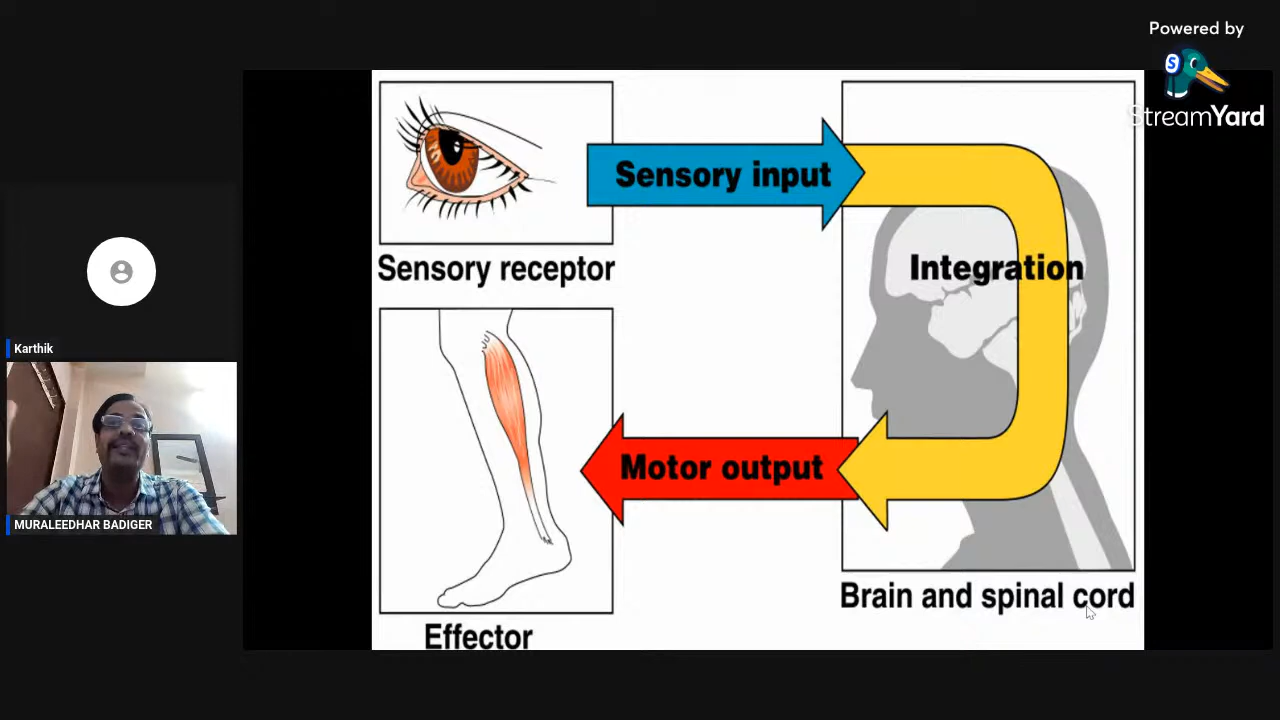 Powered by
StreamYard
Sensory input
Sensory receptor
Integration
Karthik
Motor output
MURALEEDHAR BADIGER
Brain and spinal cord
Effector